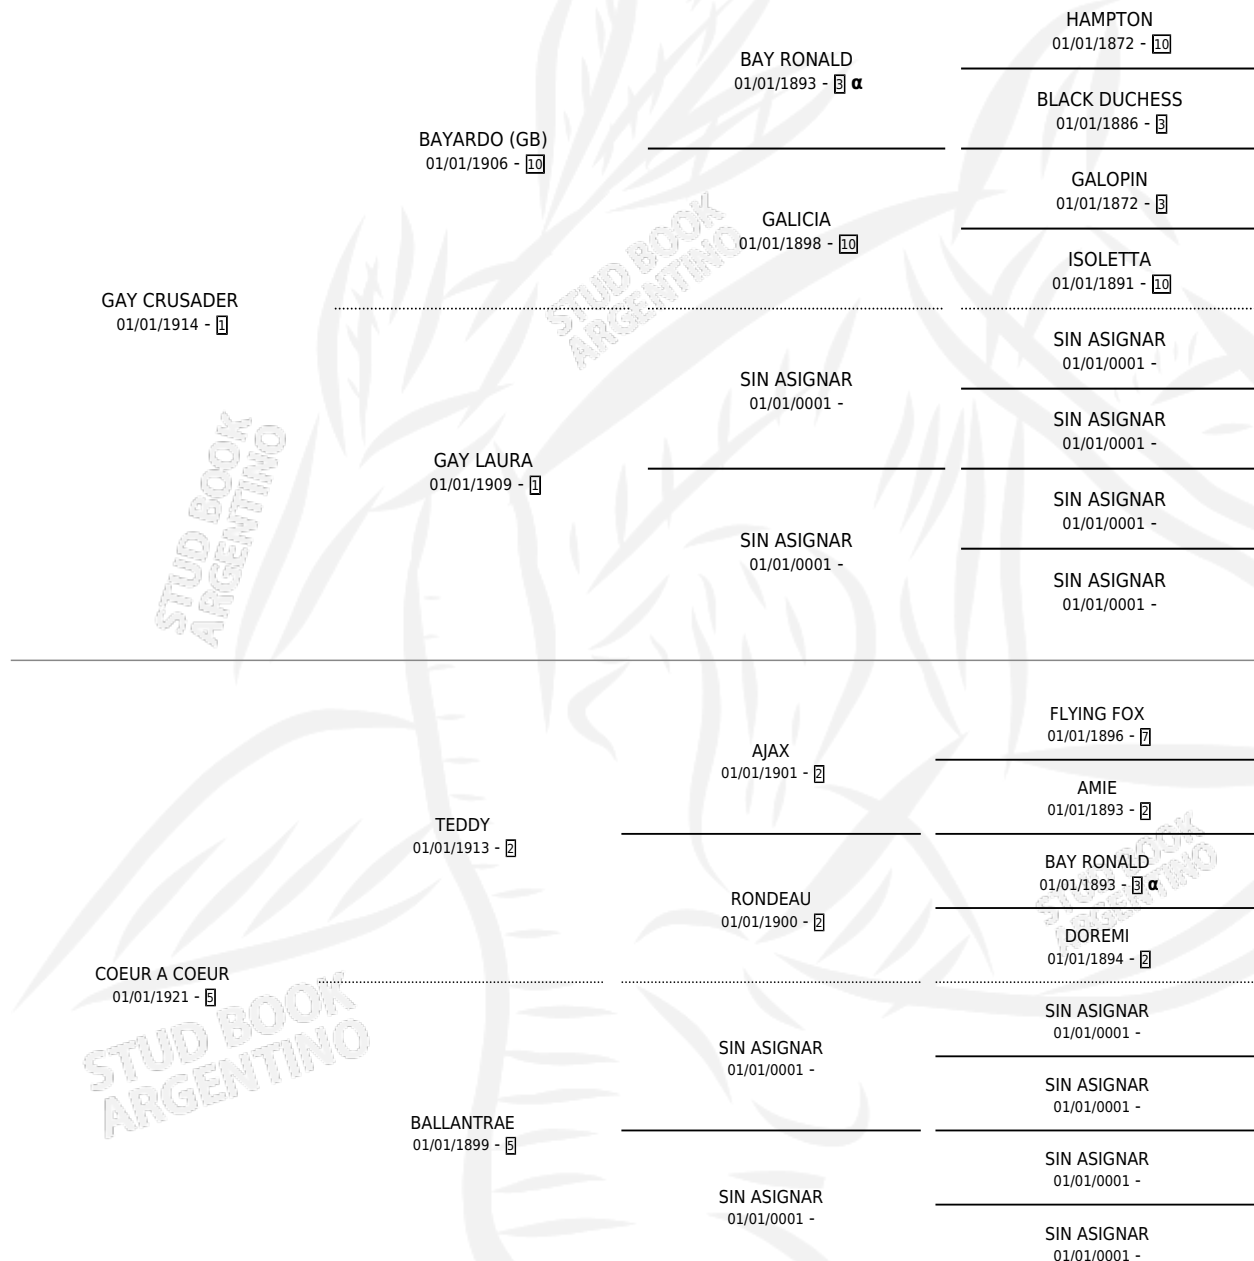 HAMPTON
01/01/1872 - 10
BAY RONALD
01/01/1893 - 3 α
BLACK DUCHESS
01/01/1886 - 3
BAYARDO (GB)
01/01/1906 - 10
GALOPIN
01/01/1872 - 3
GALICIA
01/01/1898 - 10
ISOLETTA
01/01/1891 - 10
GAY CRUSADER
01/01/1914 - 1
SIN ASIGNAR
01/01/0001 -
SIN ASIGNAR
01/01/0001 -
SIN ASIGNAR
01/01/0001 -
GAY LAURA
01/01/1909 - 1
SIN ASIGNAR
01/01/0001 -
SIN ASIGNAR
01/01/0001 -
SIN ASIGNAR
01/01/0001 -
FLYING FOX
01/01/1896 - 7
AJAX
01/01/1901 - 2
AMIE
01/01/1893 - 2
TEDDY
01/01/1913 - 2
BAY RONALD
01/01/1893 - 3 α
RONDEAU
01/01/1900 - 2
DOREMI
01/01/1894 - 2
COEUR A COEUR
01/01/1921 - 5
SIN ASIGNAR
01/01/0001 -
SIN ASIGNAR
01/01/0001 -
SIN ASIGNAR
01/01/0001 -
BALLANTRAE
01/01/1899 - 5
SIN ASIGNAR
01/01/0001 -
SIN ASIGNAR
01/01/0001 -
SIN ASIGNAR
01/01/0001 -
STUD BOOK
ARGENTINO
STUD BOOK
ARGENTINO
STUD BOOK
ARGENTINO
STUD BOOK
ARGENTINO